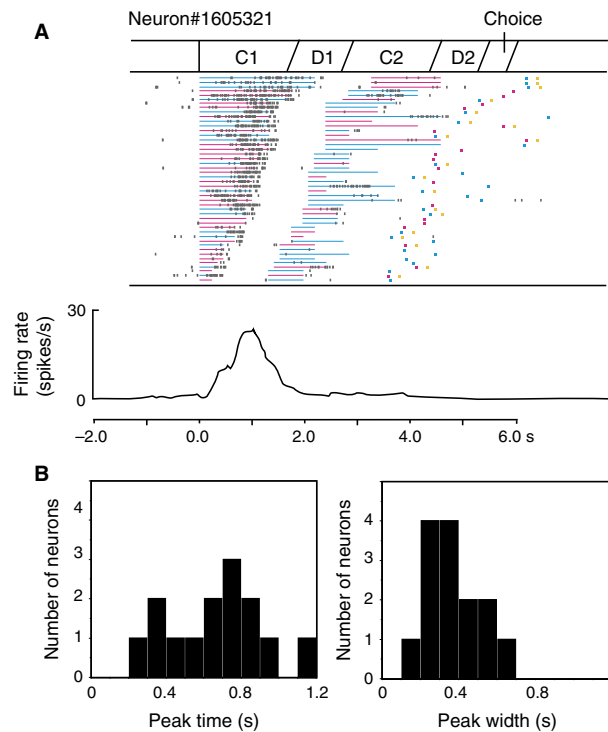 Neuron#1605321
Choice
A
C1 D1 C2 D2
30
0
Firing rate
(spikes/s)
−2.0 0.0 2.0 4.0 6.0 s
B
4
3
2
1
0 0.4 0.8 1.2
Number of neurons
Peak time (s)
4
3
2
1
0 0.4 0.8
Number of neurons
Peak width (s)